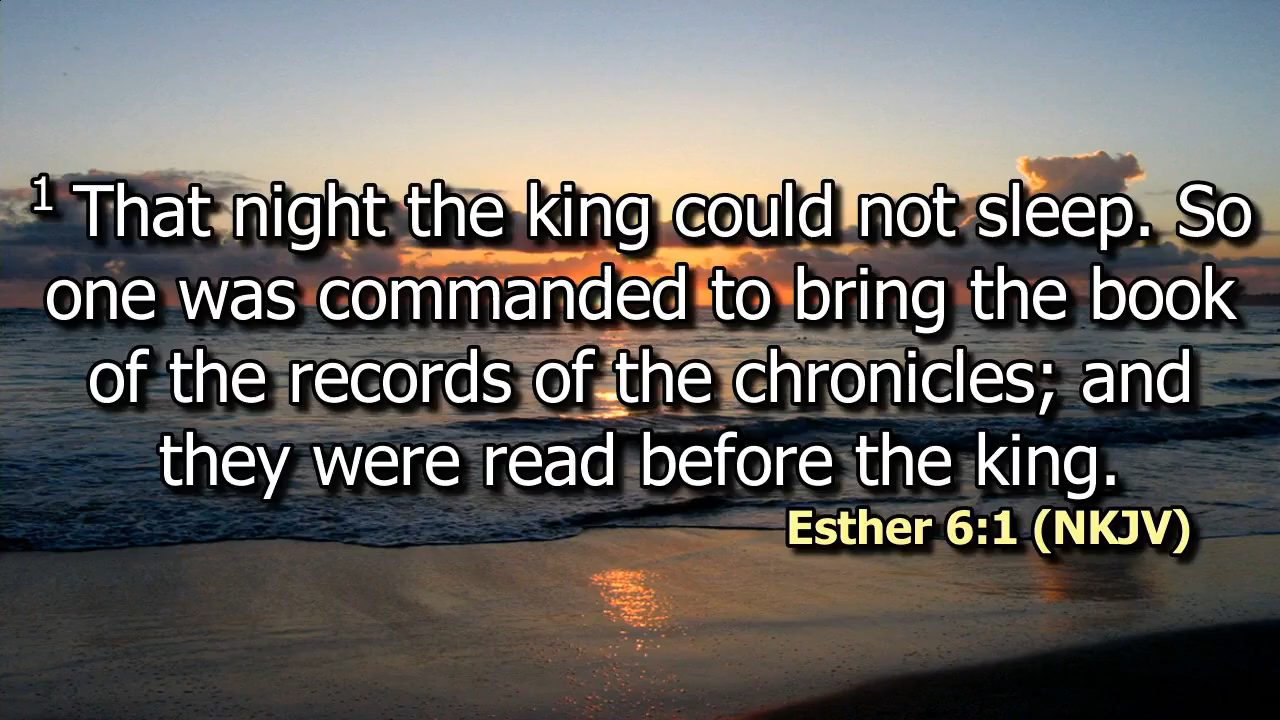 1 That night the king could not sleep. So
one was commanded to bring the book
of the records of the chronicles; and
they were read before the king.
Esther 6:1 (NKJV)